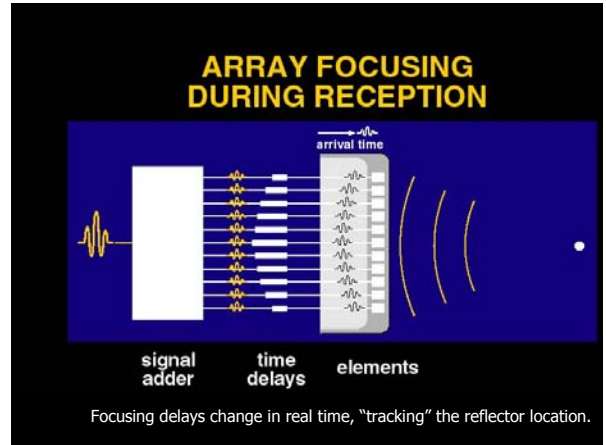 ARRAY FOCUSING
DURING RECEPTION
arrival time
signal
adder
time
delays
elements
Focusing delays change in real time, “tracking” the reflector location.